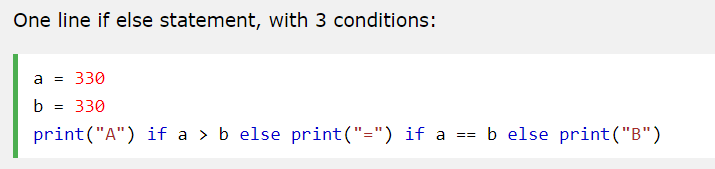 One line if else statement, with 3 conditions:
a = 330
b = 330
print("A") if a > b else print("=") if a == b else print("B")